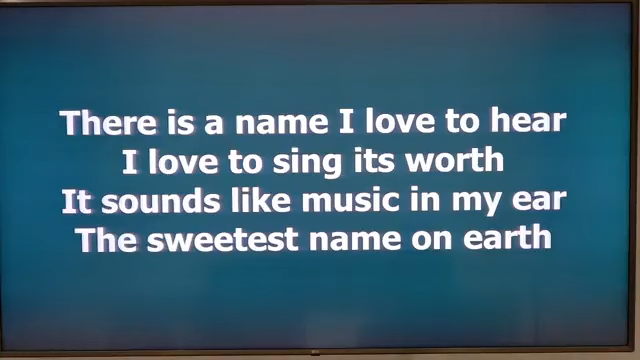 There is a name I love to hear
I love to sing its worth
It sounds like music in my ear
The sweetest name on earth